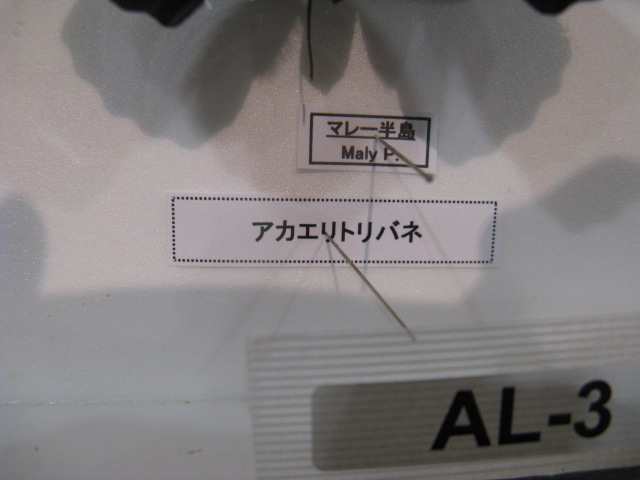 マレー半島
Maly P.
アカエリトリバネ
AL-3